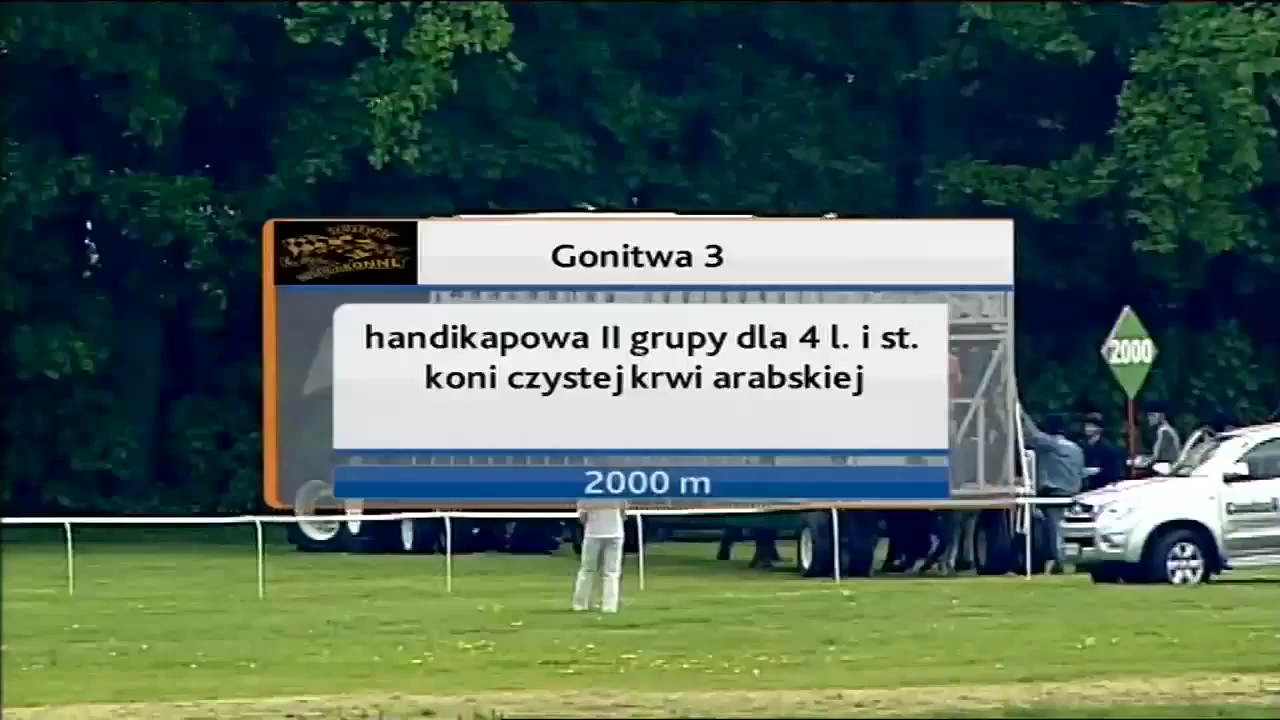 Gonitwa 3
handikapowa II grupy dla 4 l. i st.
koni czystej krwi arabskiej
2000
2000 m